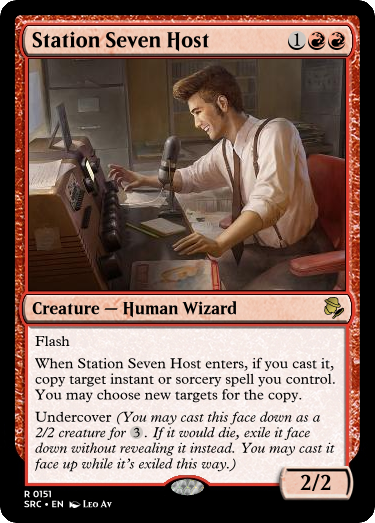 Station Seven Host 1
Creature — Human Wizard
Flash
When Station Seven Host enters, if you cast it,
copy target instant or sorcery spell you control.
You may choose new targets for the copy.
Undercover (You may cast this face down as a
2/2 creature for 3. If it would die, exile it face
down without revealing it instead. You may cast it
face up while it's exiled this way.)
2/2
R 0151
SRC • EN Leo Av